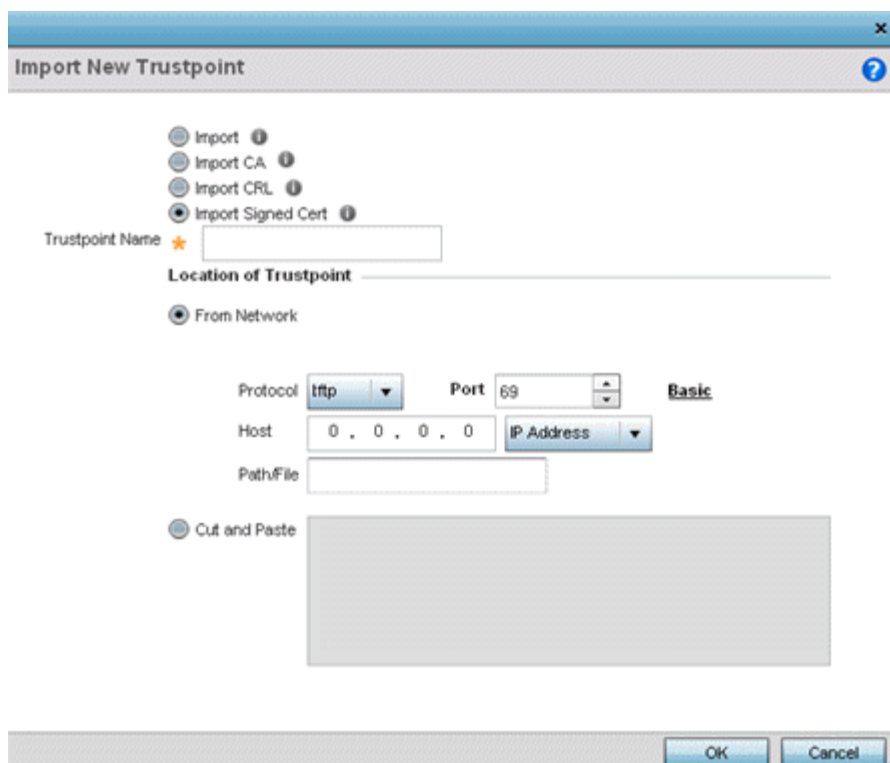 Import New Trustpoint
Import
Import CA
Import CRL
Import Signed Cert
Trustpoint Name *
Location of Trustpoint
From Network
Protocol tftp Port 69 Basic
Host 0 . 0 . 0 . 0 IP Address
Path/File
Cut and Paste
OK Cancel